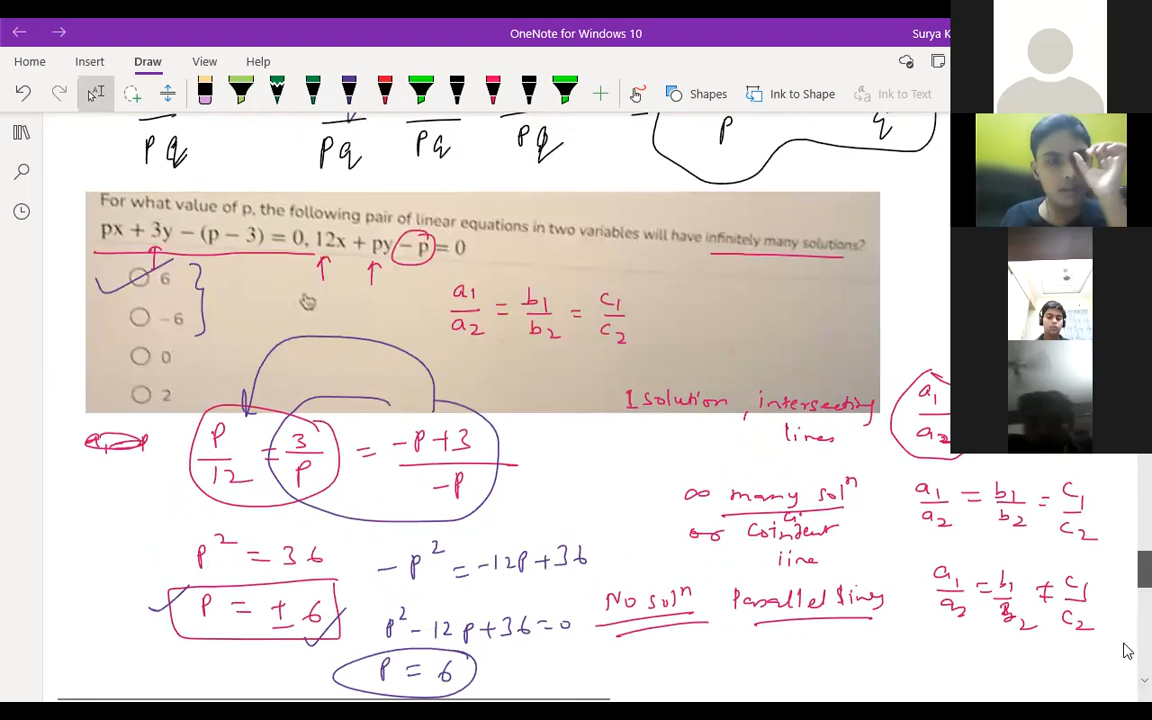 OneNote for Windows 10
Surya K
Home Insert Draw View Help
Shapes Ink to Shape Ink to Text
pq pq pq pq = p q
For what value of p, the following pair of linear equations in two variables will have infinitely many solutions?
px + 3y − (p − 3) = 0, 12x + py − p = 0
6
−6
0
2
a1/a2 = b1/b2 = c1/c2
1 solution, intersecting lines
a1/a2
p/12 = 3/p = −p+3/−p
∞ many solⁿ
or Coindent line
a1/a2 = b1/b2 = c1/c2
p² = 36
p = ± 6
−p² = −12p + 36
p² − 12p + 36 = 0
p = 6
No solⁿ Parallel lines
a1/a2 = b1/b2 ≠ c1/c2